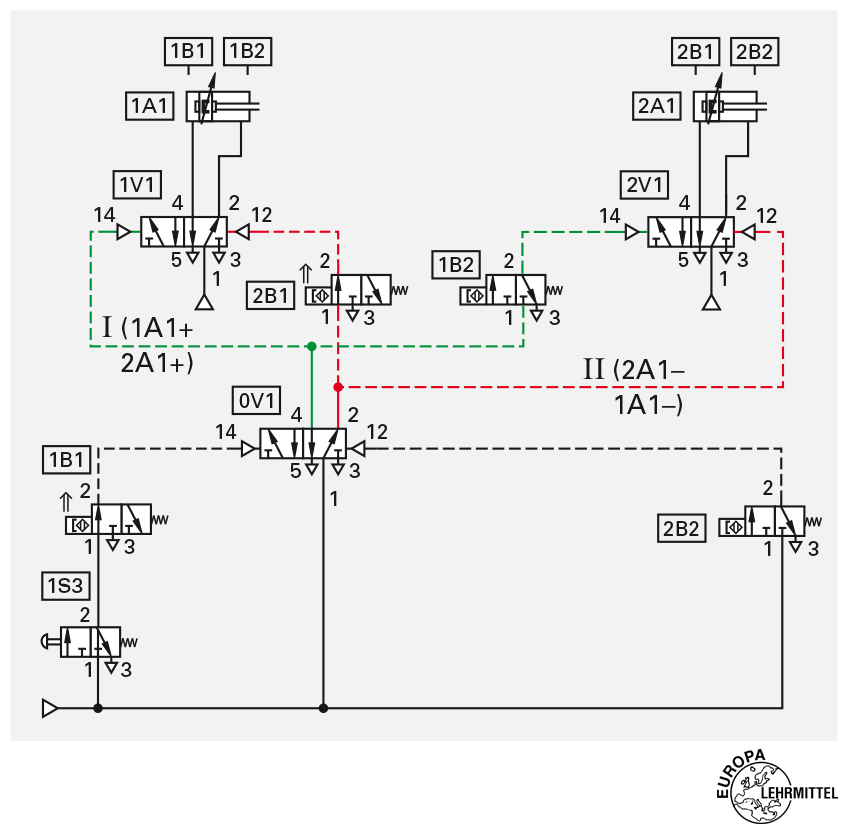 1B1 1B2 2B1 2B2
1A1 2A1
1V1 4 2 2V1 4 2
14 12 14 12
5 3 5 3
1 1
2B1 2 1B2 2
1 3 1 3
I (1A1+
2A1+)
II (2A1–
1A1–)
0V1 4 2
14 12
5 3
1
1B1 2
1 3
2B2 2
1 3
1S3
2
1 3
EUROPA
LEHRMITTEL